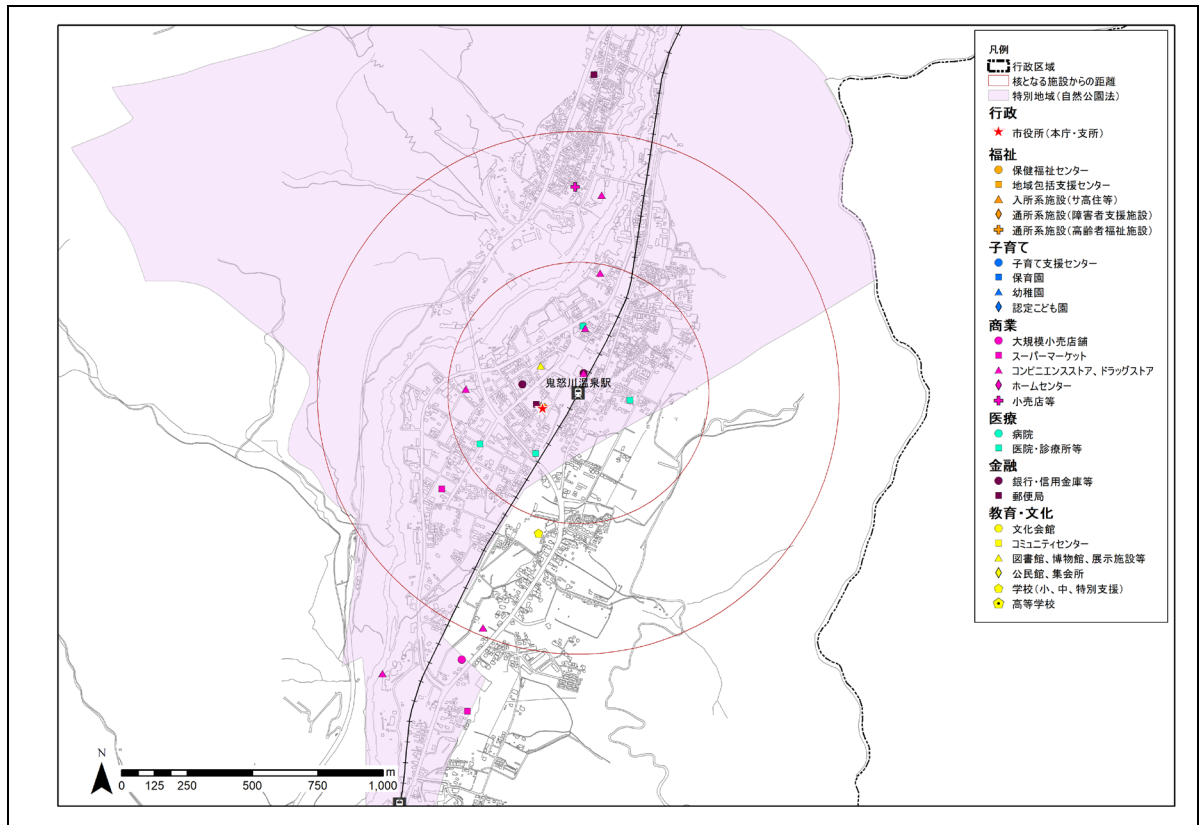 凡例
行政区域
核となる施設からの距離
特別地域(自然公園法)
行政
市役所(本庁・支所)
福祉
保健福祉センター
地域包括支援センター
入所系施設(サ高住等)
通所系施設(障害者支援施設)
通所系施設(高齢者福祉施設)
子育て
子育て支援センター
保育園
幼稚園
認定こども園
商業
大規模小売店舗
スーパーマーケット
コンビニエンスストア、ドラッグストア
ホームセンター
小売店等
医療
病院
医院・診療所等
金融
銀行・信用金庫等
郵便局
教育・文化
文化会館
コミュニティセンター
図書館、博物館、展示施設等
公民館、集会所
学校(小、中、特別支援)
高等学校
鬼怒川温泉駅
N
m
0 125 250 500 750 1,000